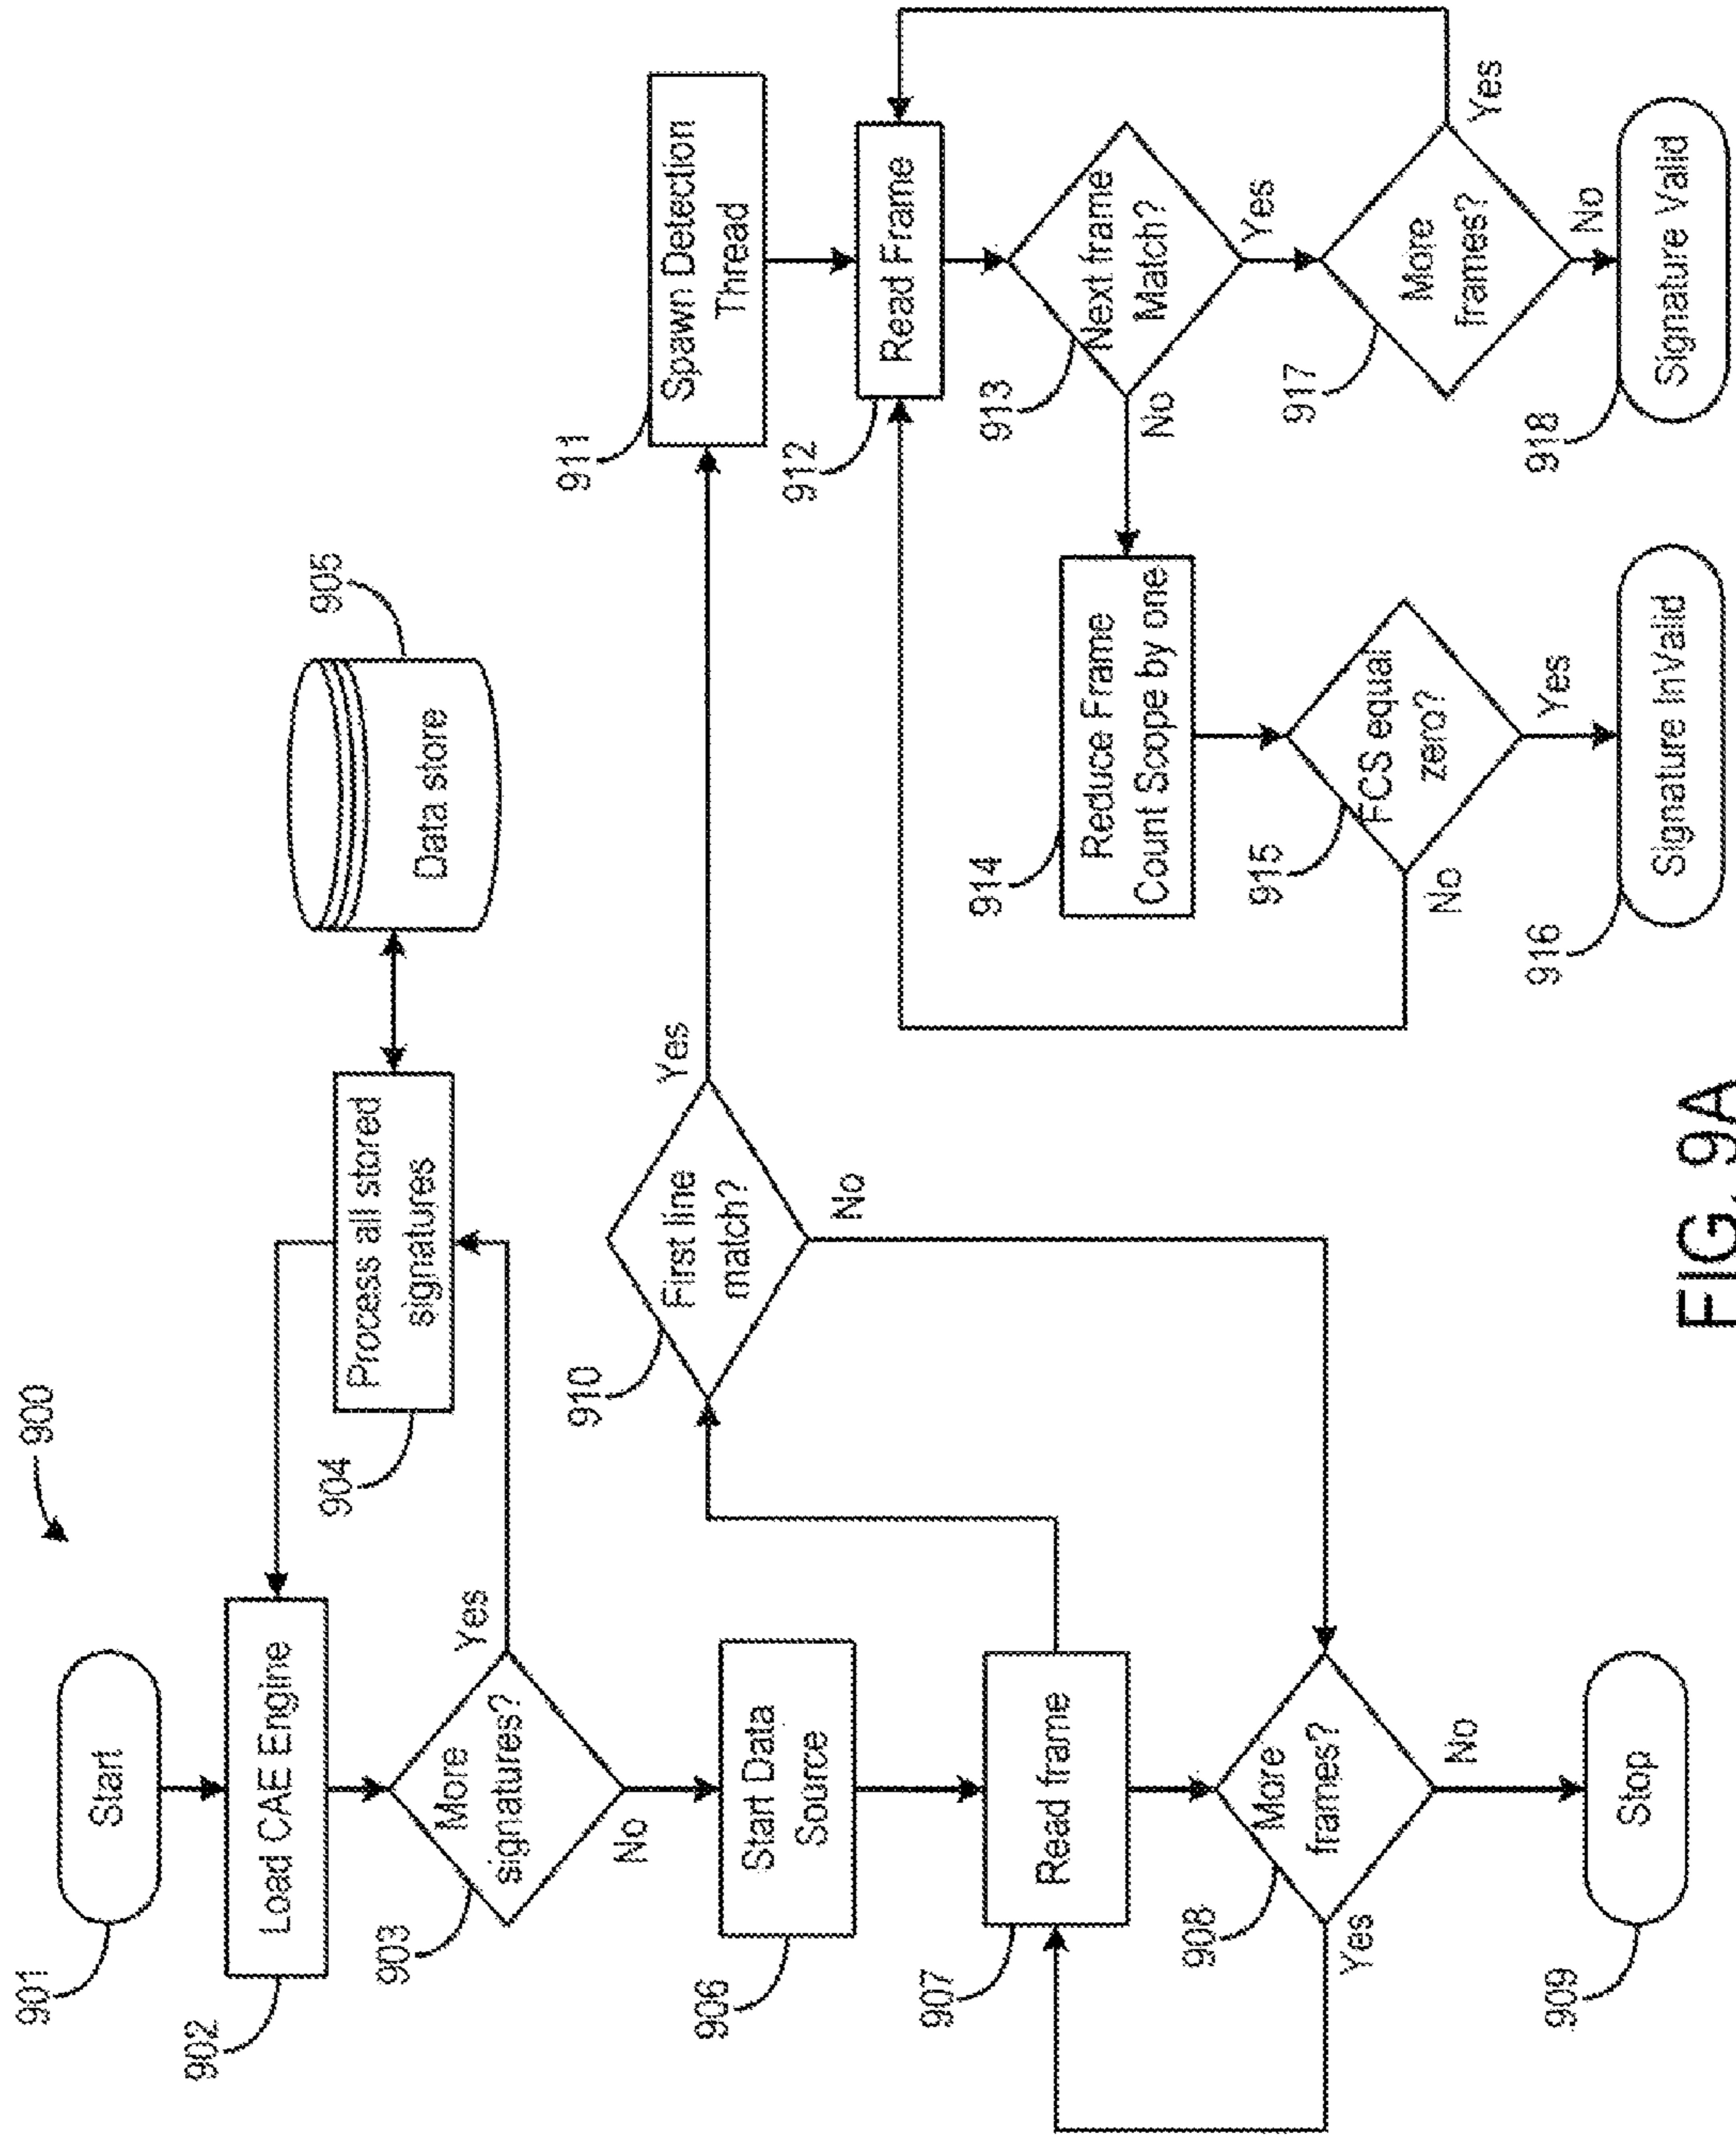 900
901
Start
902
Load CAE Engine
903
More
signatures?
Yes
No
904
Process all stored
signatures
905
Data store
906
Start Data
Source
907
Read frame
908
More
frames?
Yes
No
909
Stop
910
First line
match?
Yes
No
911
Spawn Detection
Thread
912
Read Frame
913
Next frame
Match?
No
Yes
914
Reduce Frame
Count Scope by one
915
FCS equal
zero?
No
Yes
916
Signature InValid
917
More
frames?
Yes
No
918
Signature Valid
FIG. 9A